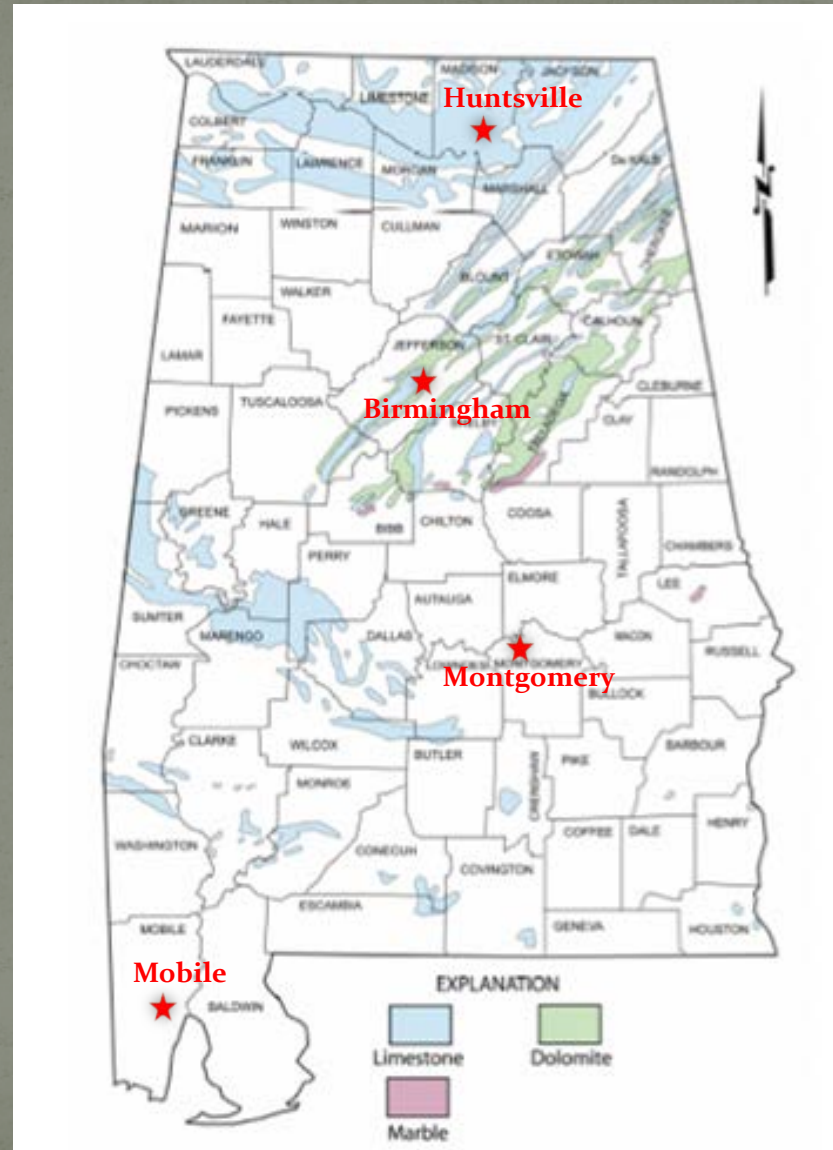 LAUDERDALE
MADISON
JACKSON
LIMESTONE
Huntsville
COLBERT
FRANKLIN
LAWRENCE
MORGAN
De KALB
MARSHALL
MARION
WINSTON
CULLMAN
ETOWAH
CHEROKEE
BLOUNT
WALKER
FAYETTE
CALHOUN
ST CLAIR
JEFFERSON
LAMAR
CLEBURNE
Birmingham
PICKENS
TUSCALOOSA
SHELBY
TALLADEGA
CLAY
RANDOLPH
GREENE
HALE
BIBB
CHILTON
COOSA
TALLAPOOSA
CHAMBERS
PERRY
ELMORE
LEE
AUTAUGA
SUMTER
MARENGO
DALLAS
MACON
RUSSELL
LOWNDES
MONTGOMERY
CHOCTAW
Montgomery
BULLOCK
CLARKE
WILCOX
BUTLER
CRENSHAW
PIKE
BARBOUR
MONROE
WASHINGTON
CONECUH
COFFEE
DALE
HENRY
COVINGTON
ESCAMBIA
GENEVA
HOUSTON
MOBILE
Mobile
BALDWIN
EXPLANATION
Limestone
Dolomite
Marble